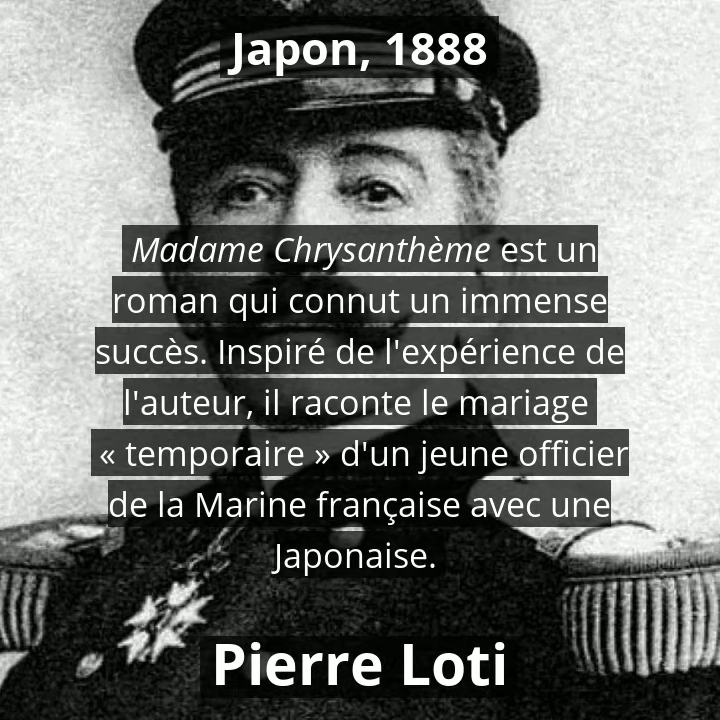 Japon, 1888
Madame Chrysanthème est un
roman qui connut un immense
succès. Inspiré de l'expérience de
l'auteur, il raconte le mariage
« temporaire » d'un jeune officier
de la Marine française avec une
Japonaise.
Pierre Loti